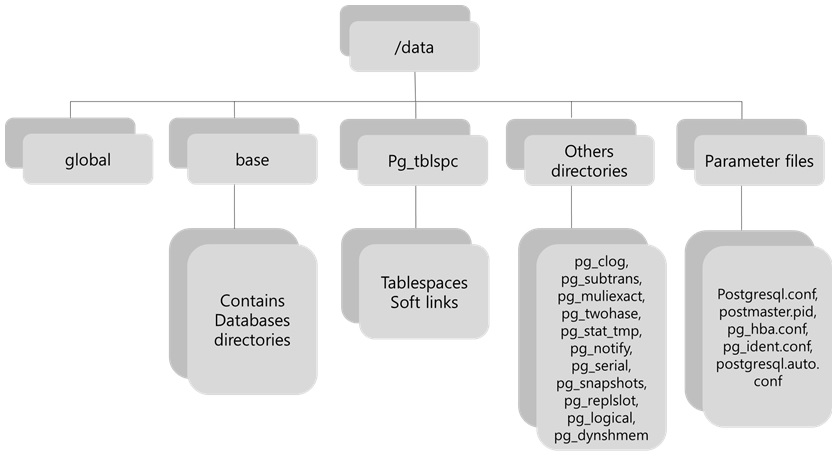 /data
global
base
Pg_tblspc
Others
directories
Parameter files
Contains
Databases
directories
Tablespaces
Soft links
pg_clog,
pg_subtrans,
pg_muliexact,
pg_twohase,
pg_stat_tmp,
pg_notify,
pg_serial,
pg_snapshots,
pg_replslot,
pg_logical,
pg_dynshmem
Postgresql.conf,
postmaster.pid,
pg_hba.conf,
pg_ident.conf,
postgresql.auto.
conf